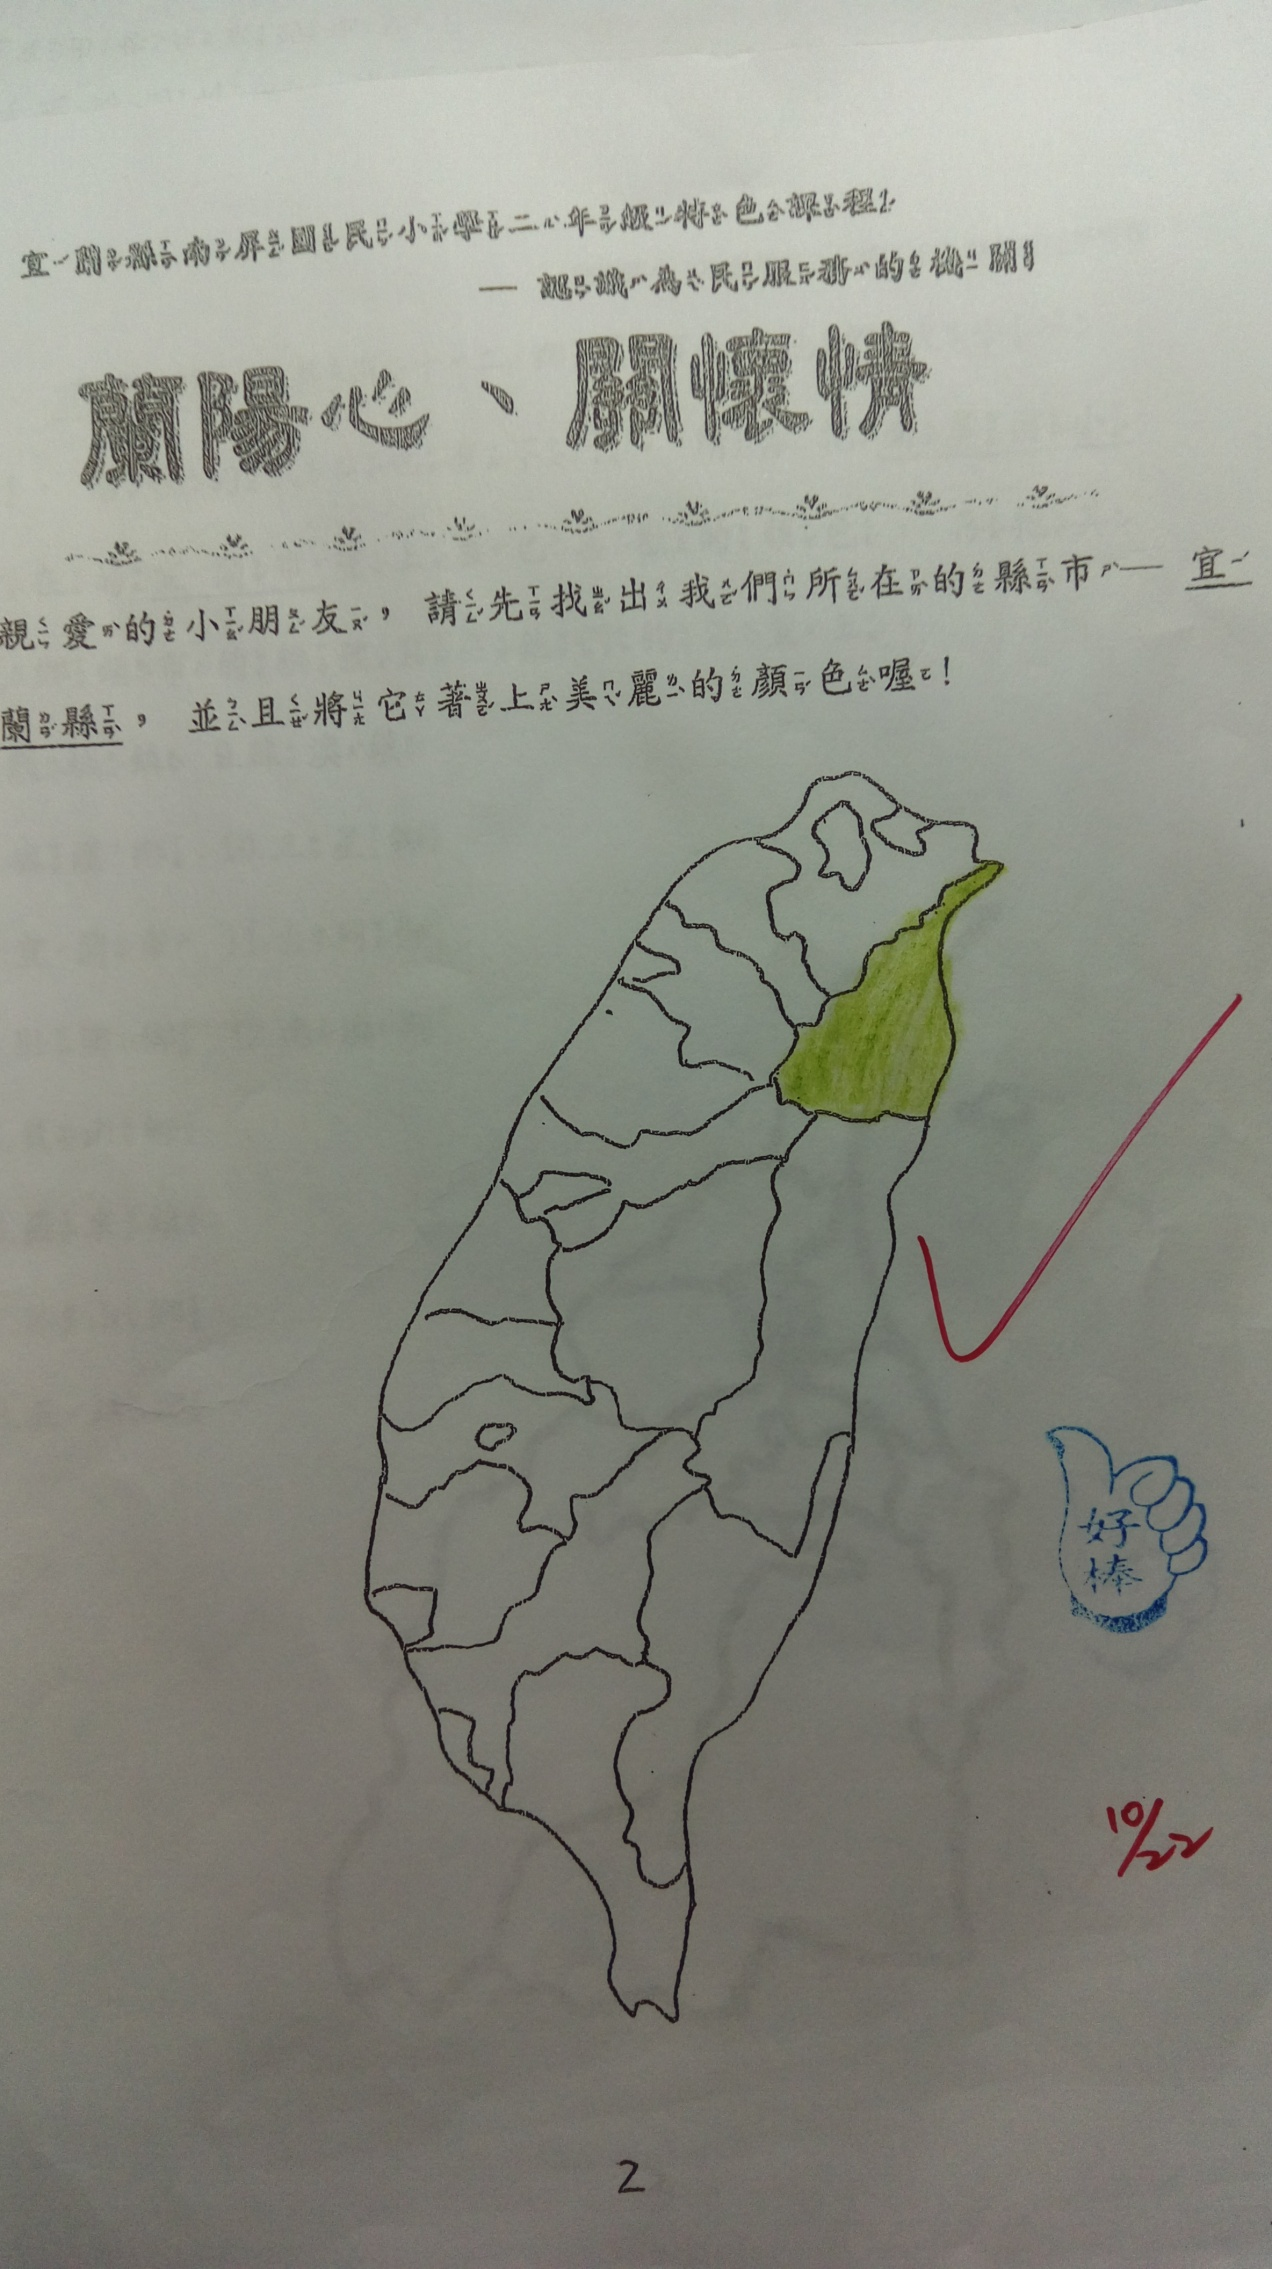 宜蘭縣南屏國民小學二年級特色課程
— 認識為民服務的機關
蘭陽心、關懷情
親愛的小朋友，請先找出我們所在的縣市—宜
蘭縣，並且將它著上美麗的顏色喔！
好
棒
10/22
2